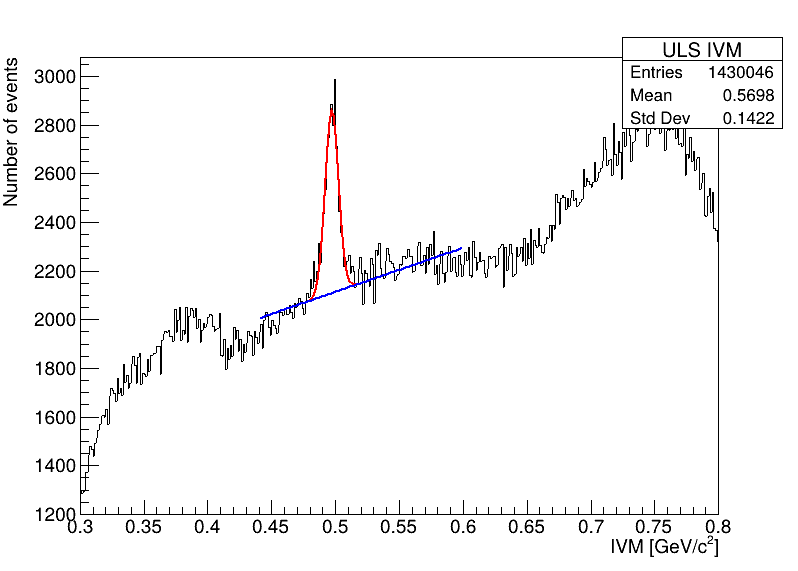 ULS IVM
Entries 1430046
Mean 0.5698
Std Dev 0.1422
Number of events
3000
2800
2600
2400
2200
2000
1800
1600
1400
1200
0.3 0.35 0.4 0.45 0.5 0.55 0.6 0.65 0.7 0.75 0.8
IVM [GeV/c²]